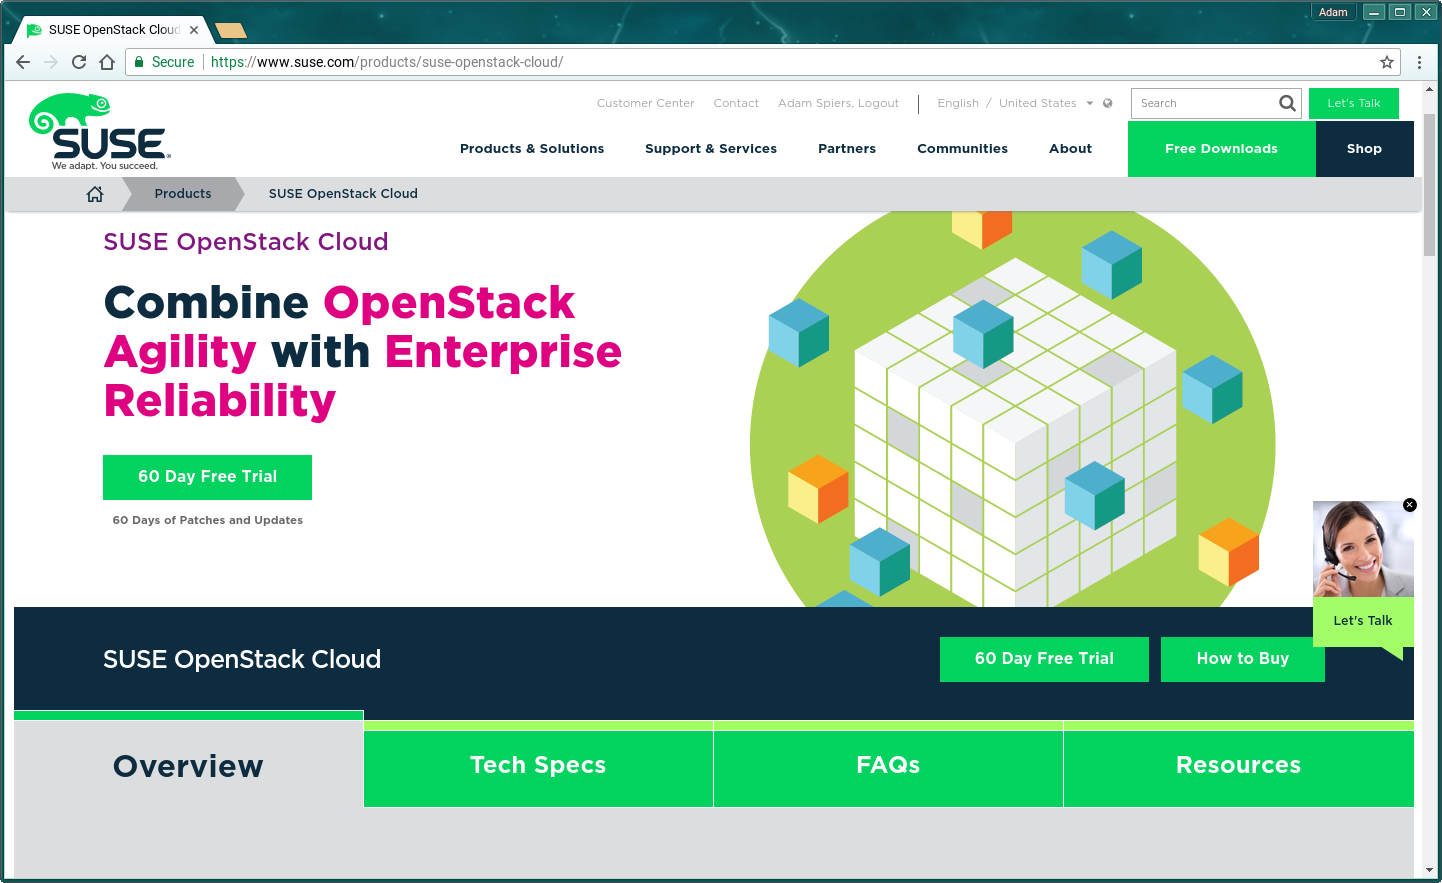 Adam
SUSE OpenStack Cloud
Secure
https://www.suse.com/products/suse-openstack-cloud/
Customer Center
Contact
Adam Spiers, Logout
English / United States
Search
Let's Talk
SUSE
We adapt. You succeed.
Products & Solutions
Support & Services
Partners
Communities
About
Free Downloads
Shop
Products
SUSE OpenStack Cloud
SUSE OpenStack Cloud
Combine OpenStack
Agility with Enterprise
Reliability
60 Day Free Trial
60 Days of Patches and Updates
Let's Talk
SUSE OpenStack Cloud
60 Day Free Trial
How to Buy
Overview
Tech Specs
FAQs
Resources